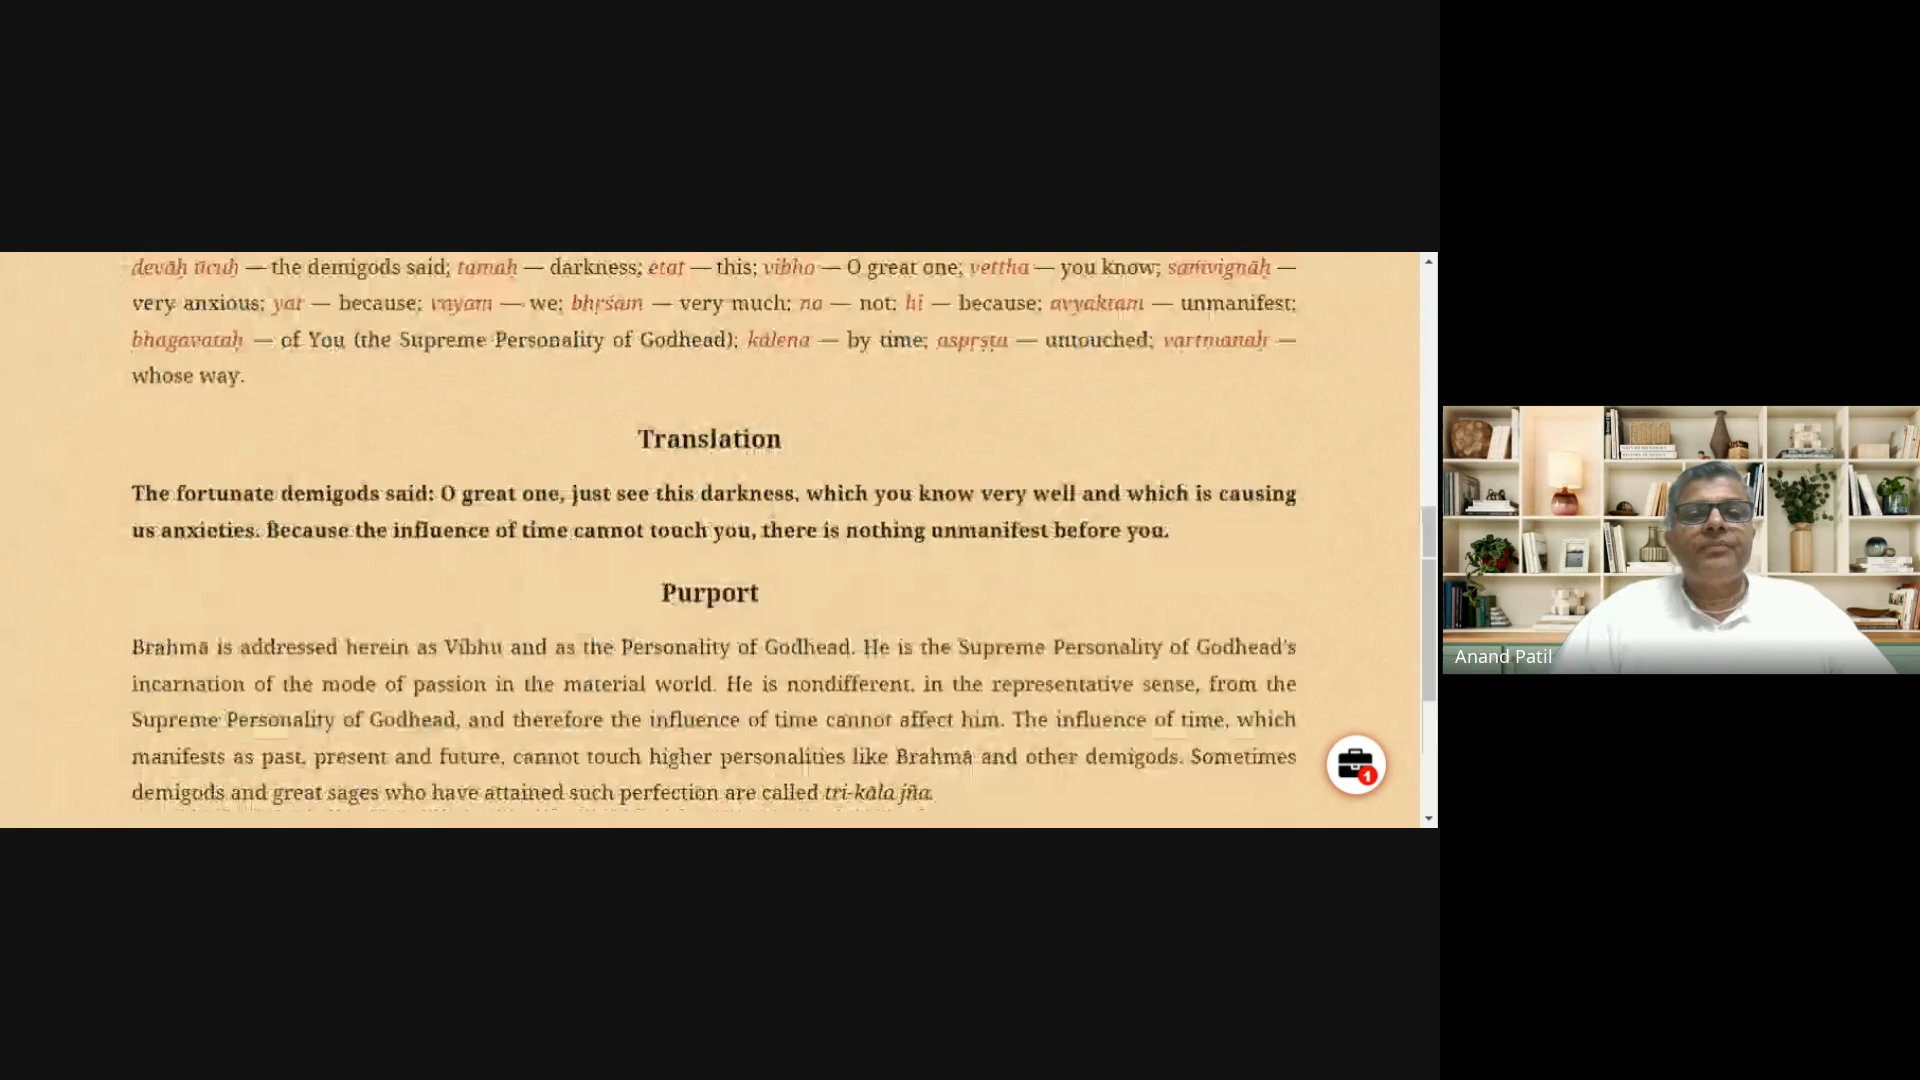 devāḥ ūcuḥ — the demigods said; tamaḥ — darkness; etat — this; vibho — O great one; vettha — you know; saṁvignāḥ —
very anxious; yat — because; vayam — we; bhṛśam — very much; na — not; hi — because; avyaktam — unmanifest;
bhagavataḥ — of You (the Supreme Personality of Godhead); kālena — by time; aspṛṣṭa — untouched; vartmanaḥ —
whose way.
Translation
The fortunate demigods said: O great one, just see this darkness, which you know very well and which is causing
us anxieties. Because the influence of time cannot touch you, there is nothing unmanifest before you.
Purport
Brahmā is addressed herein as Vibhu and as the Personality of Godhead. He is the Supreme Personality of Godhead's
incarnation of the mode of passion in the material world. He is nondifferent, in the representative sense, from the
Supreme Personality of Godhead, and therefore the influence of time cannot affect him. The influence of time, which
manifests as past, present and future, cannot touch higher personalities like Brahmā and other demigods. Sometimes
demigods and great sages who have attained such perfection are called tri-kāla jña.
1
Anand Patil